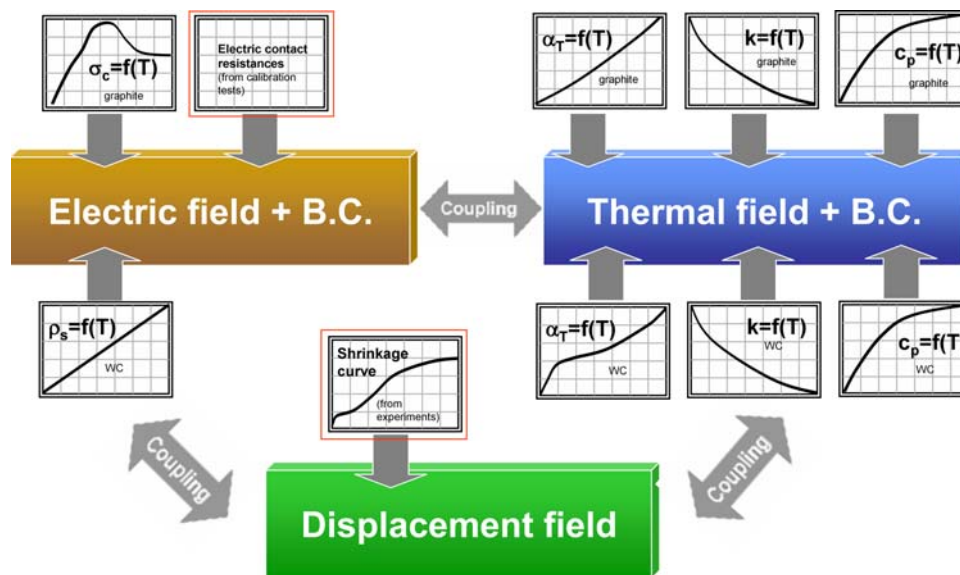 σc=f(T)
graphite
Electric contact
resistances
(from calibration
tests)
αT=f(T)
graphite
k=f(T)
graphite
cp=f(T)
graphite
Electric field + B.C.
Coupling
Thermal field + B.C.
ρs=f(T)
WC
Shrinkage
curve
(from
experiments)
αT=f(T)
WC
k=f(T)
WC
cp=f(T
WC
Coupling
Coupling
Displacement field